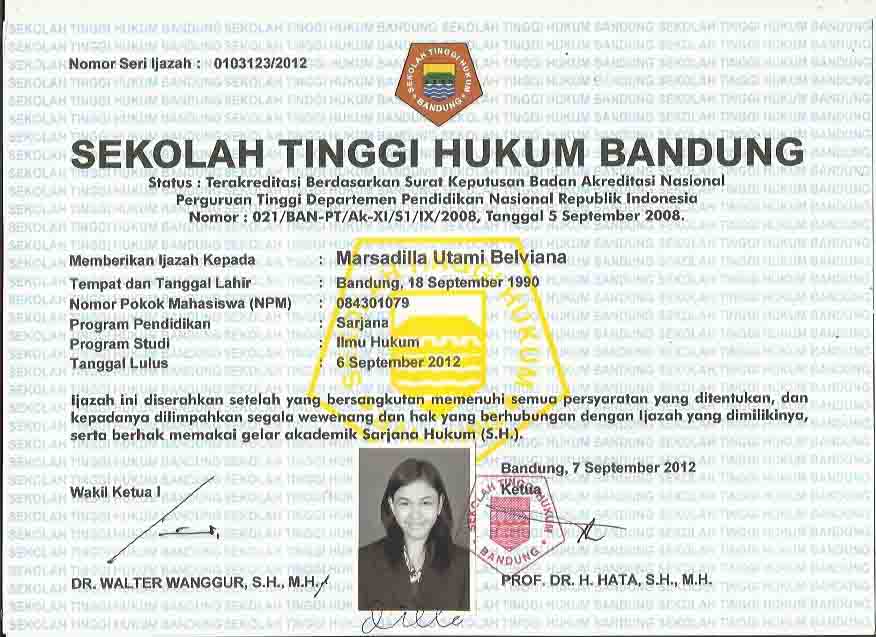 Nomor Seri Ijazah : 0103123/2012
SEKOLAH TINGGI HUKUM
BANDUNG
SEKOLAH TINGGI HUKUM BANDUNG
Status : Terakreditasi Berdasarkan Surat Keputusan Badan Akreditasi Nasional
Perguruan Tinggi Departemen Pendidikan Nasional Republik Indonesia
Nomor : 021/BAN-PT/Ak-XI/S1/IX/2008, Tanggal 5 September 2008.
Memberikan Ijazah Kepada : Marsadilla Utami Belviana
Tempat dan Tanggal Lahir : Bandung, 18 September 1990
Nomor Pokok Mahasiswa (NPM) : 084301079
Program Pendidikan : Sarjana
Program Studi : Ilmu Hukum
Tanggal Lulus : 6 September 2012
Ijazah ini diserahkan setelah yang bersangkutan memenuhi semua persyaratan yang ditentukan, dan
kepadanya dilimpahkan segala wewenang dan hak yang berhubungan dengan Ijazah yang dimilikinya,
serta berhak memakai gelar akademik Sarjana Hukum (S.H.).
Bandung, 7 September 2012
Wakil Ketua I
Ketua
SEKOLAH TINGGI HUKUM
BANDUNG
DR. WALTER WANGGUR, S.H., M.H.
PROF. DR. H. HATA, S.H., M.H.